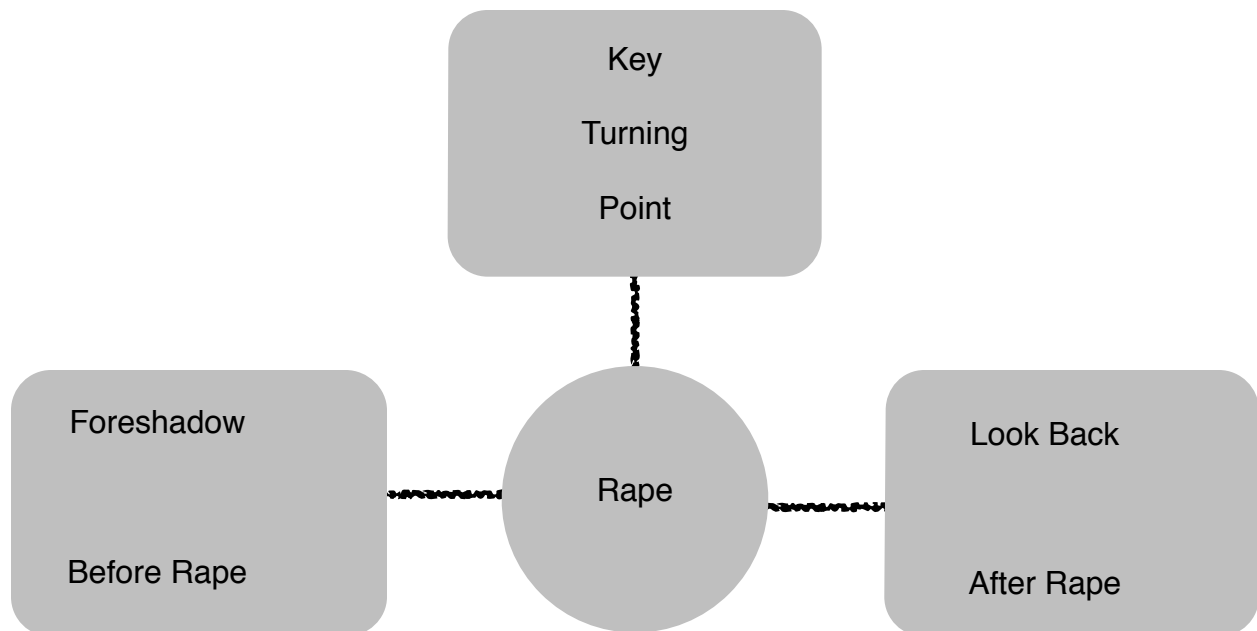 Key
Turning
Point
Foreshadow
Before Rape
Rape
Look Back
After Rape